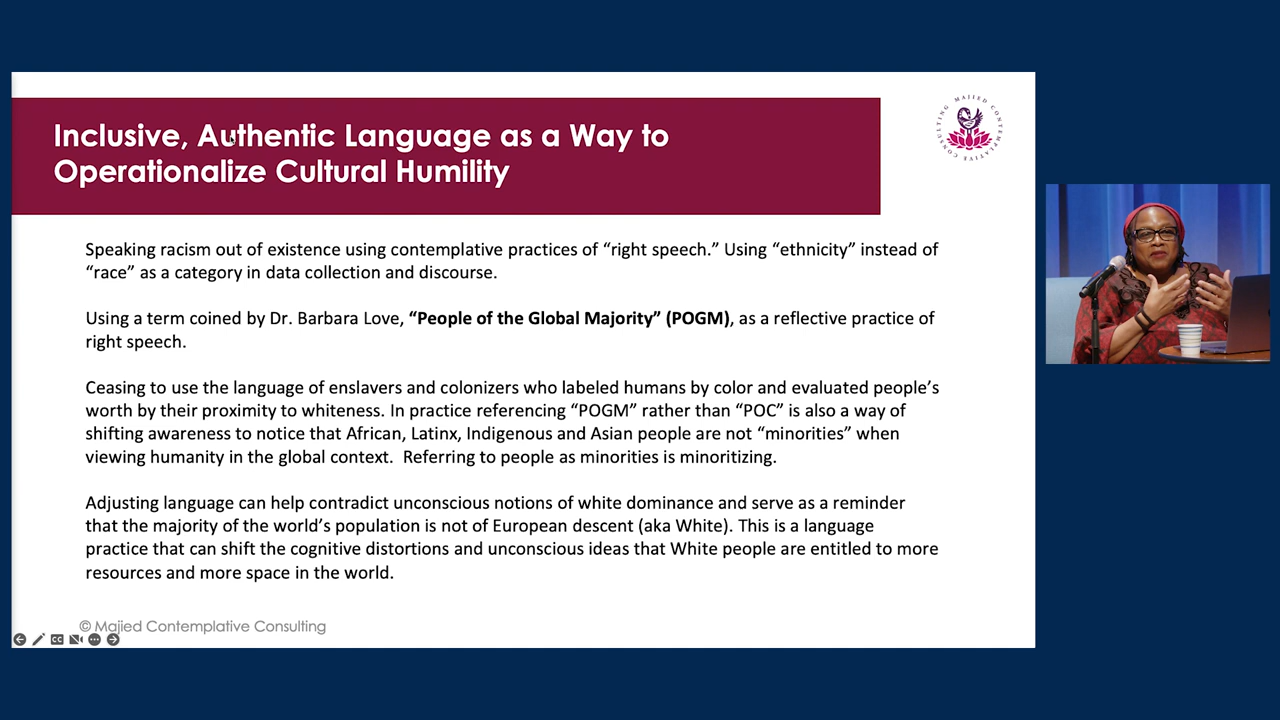 Inclusive, Authentic Language as a Way to
Operationalize Cultural Humility
MAJIED CONTEMPLATIVE CONSULTING
Speaking racism out of existence using contemplative practices of “right speech.” Using “ethnicity” instead of
“race” as a category in data collection and discourse.
Using a term coined by Dr. Barbara Love, “People of the Global Majority” (POGM), as a reflective practice of
right speech.
Ceasing to use the language of enslavers and colonizers who labeled humans by color and evaluated people’s
worth by their proximity to whiteness. In practice referencing “POGM” rather than “POC” is also a way of
shifting awareness to notice that African, Latinx, Indigenous and Asian people are not “minorities” when
viewing humanity in the global context.  Referring to people as minorities is minoritizing.
Adjusting language can help contradict unconscious notions of white dominance and serve as a reminder
that the majority of the world’s population is not of European descent (aka White). This is a language
practice that can shift the cognitive distortions and unconscious ideas that White people are entitled to more
resources and more space in the world.
© Majied Contemplative Consulting
CC